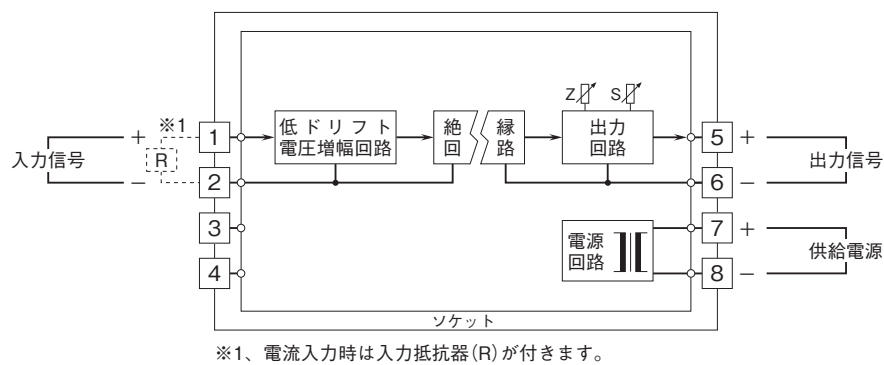 ※1
入力信号
+
R
−
1
2
3
4
低ドリフト
電圧増幅回路
絶縁
回路
Z
S
出力
回路
電源
回路
5
6
7
8
+
−
出力信号
+
−
供給電源
ソケット
※1、電流入力時は入力抵抗器(R)が付きます。